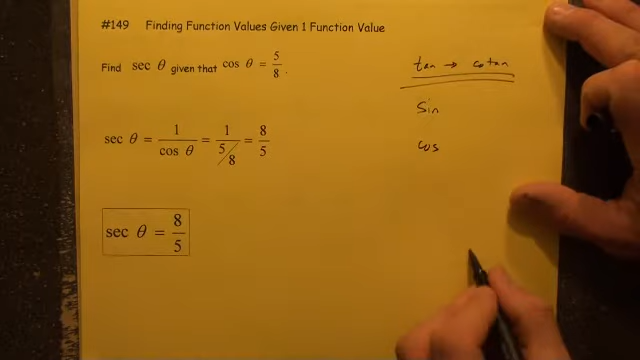 #149 Finding Function Values Given 1 Function Value
Find sec θ given that cos θ = 5/8 .
sec θ = 1/cos θ = 1/(5/8) = 8/5
sec θ = 8/5
tan → cotan
sin
cos